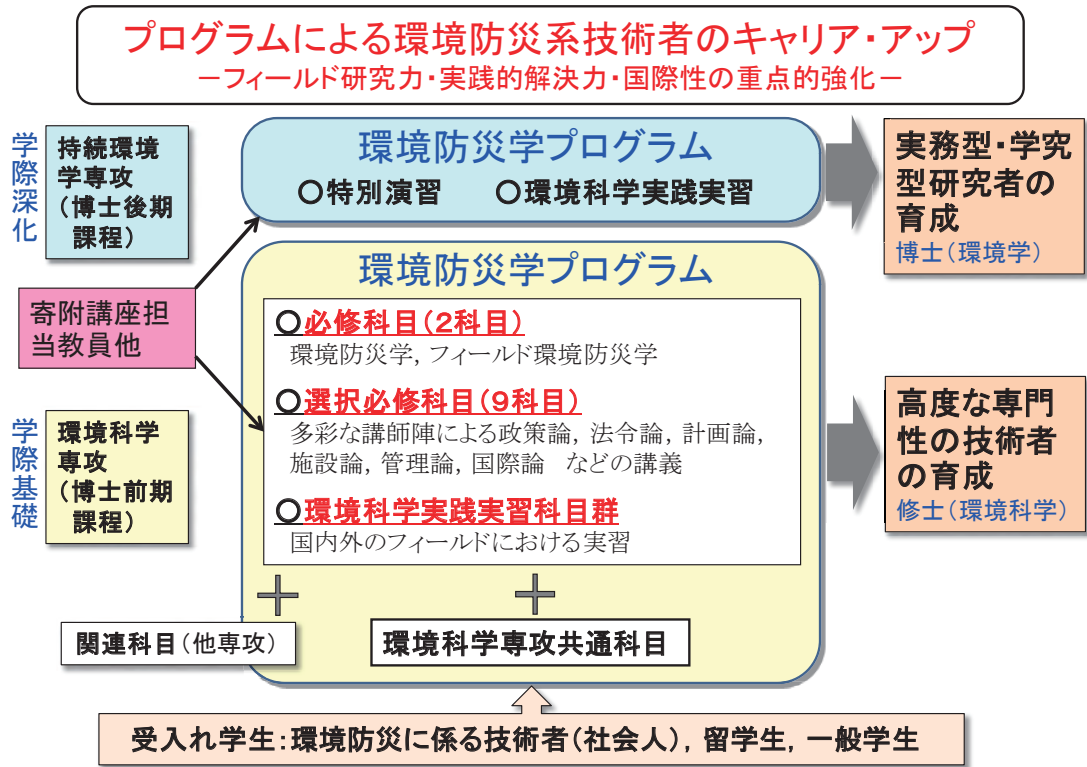 プログラムによる環境防災系技術者のキャリア・アップ
－フィールド研究力・実践的解決力・国際性の重点的強化－
学際深化
持続環境
学専攻
(博士後期
課程)
環境防災学プログラム
○特別演習 ○環境科学実践実習
実務型・学究
型研究者の
育成
博士(環境学)
寄附講座担
当教員他
環境防災学プログラム
○必修科目(2科目)
環境防災学, フィールド環境防災学
○選択必修科目(9科目)
多彩な講師陣による政策論, 法令論, 計画論,
施設論, 管理論, 国際論 などの講義
○環境科学実践実習科目群
国内外のフィールドにおける実習
学際基礎
環境科学
専攻
(博士前期
課程)
高度な専門
性の技術者
の育成
修士(環境科学)
＋ ＋
関連科目(他専攻)
環境科学専攻共通科目
受入れ学生:環境防災に係る技術者(社会人), 留学生, 一般学生